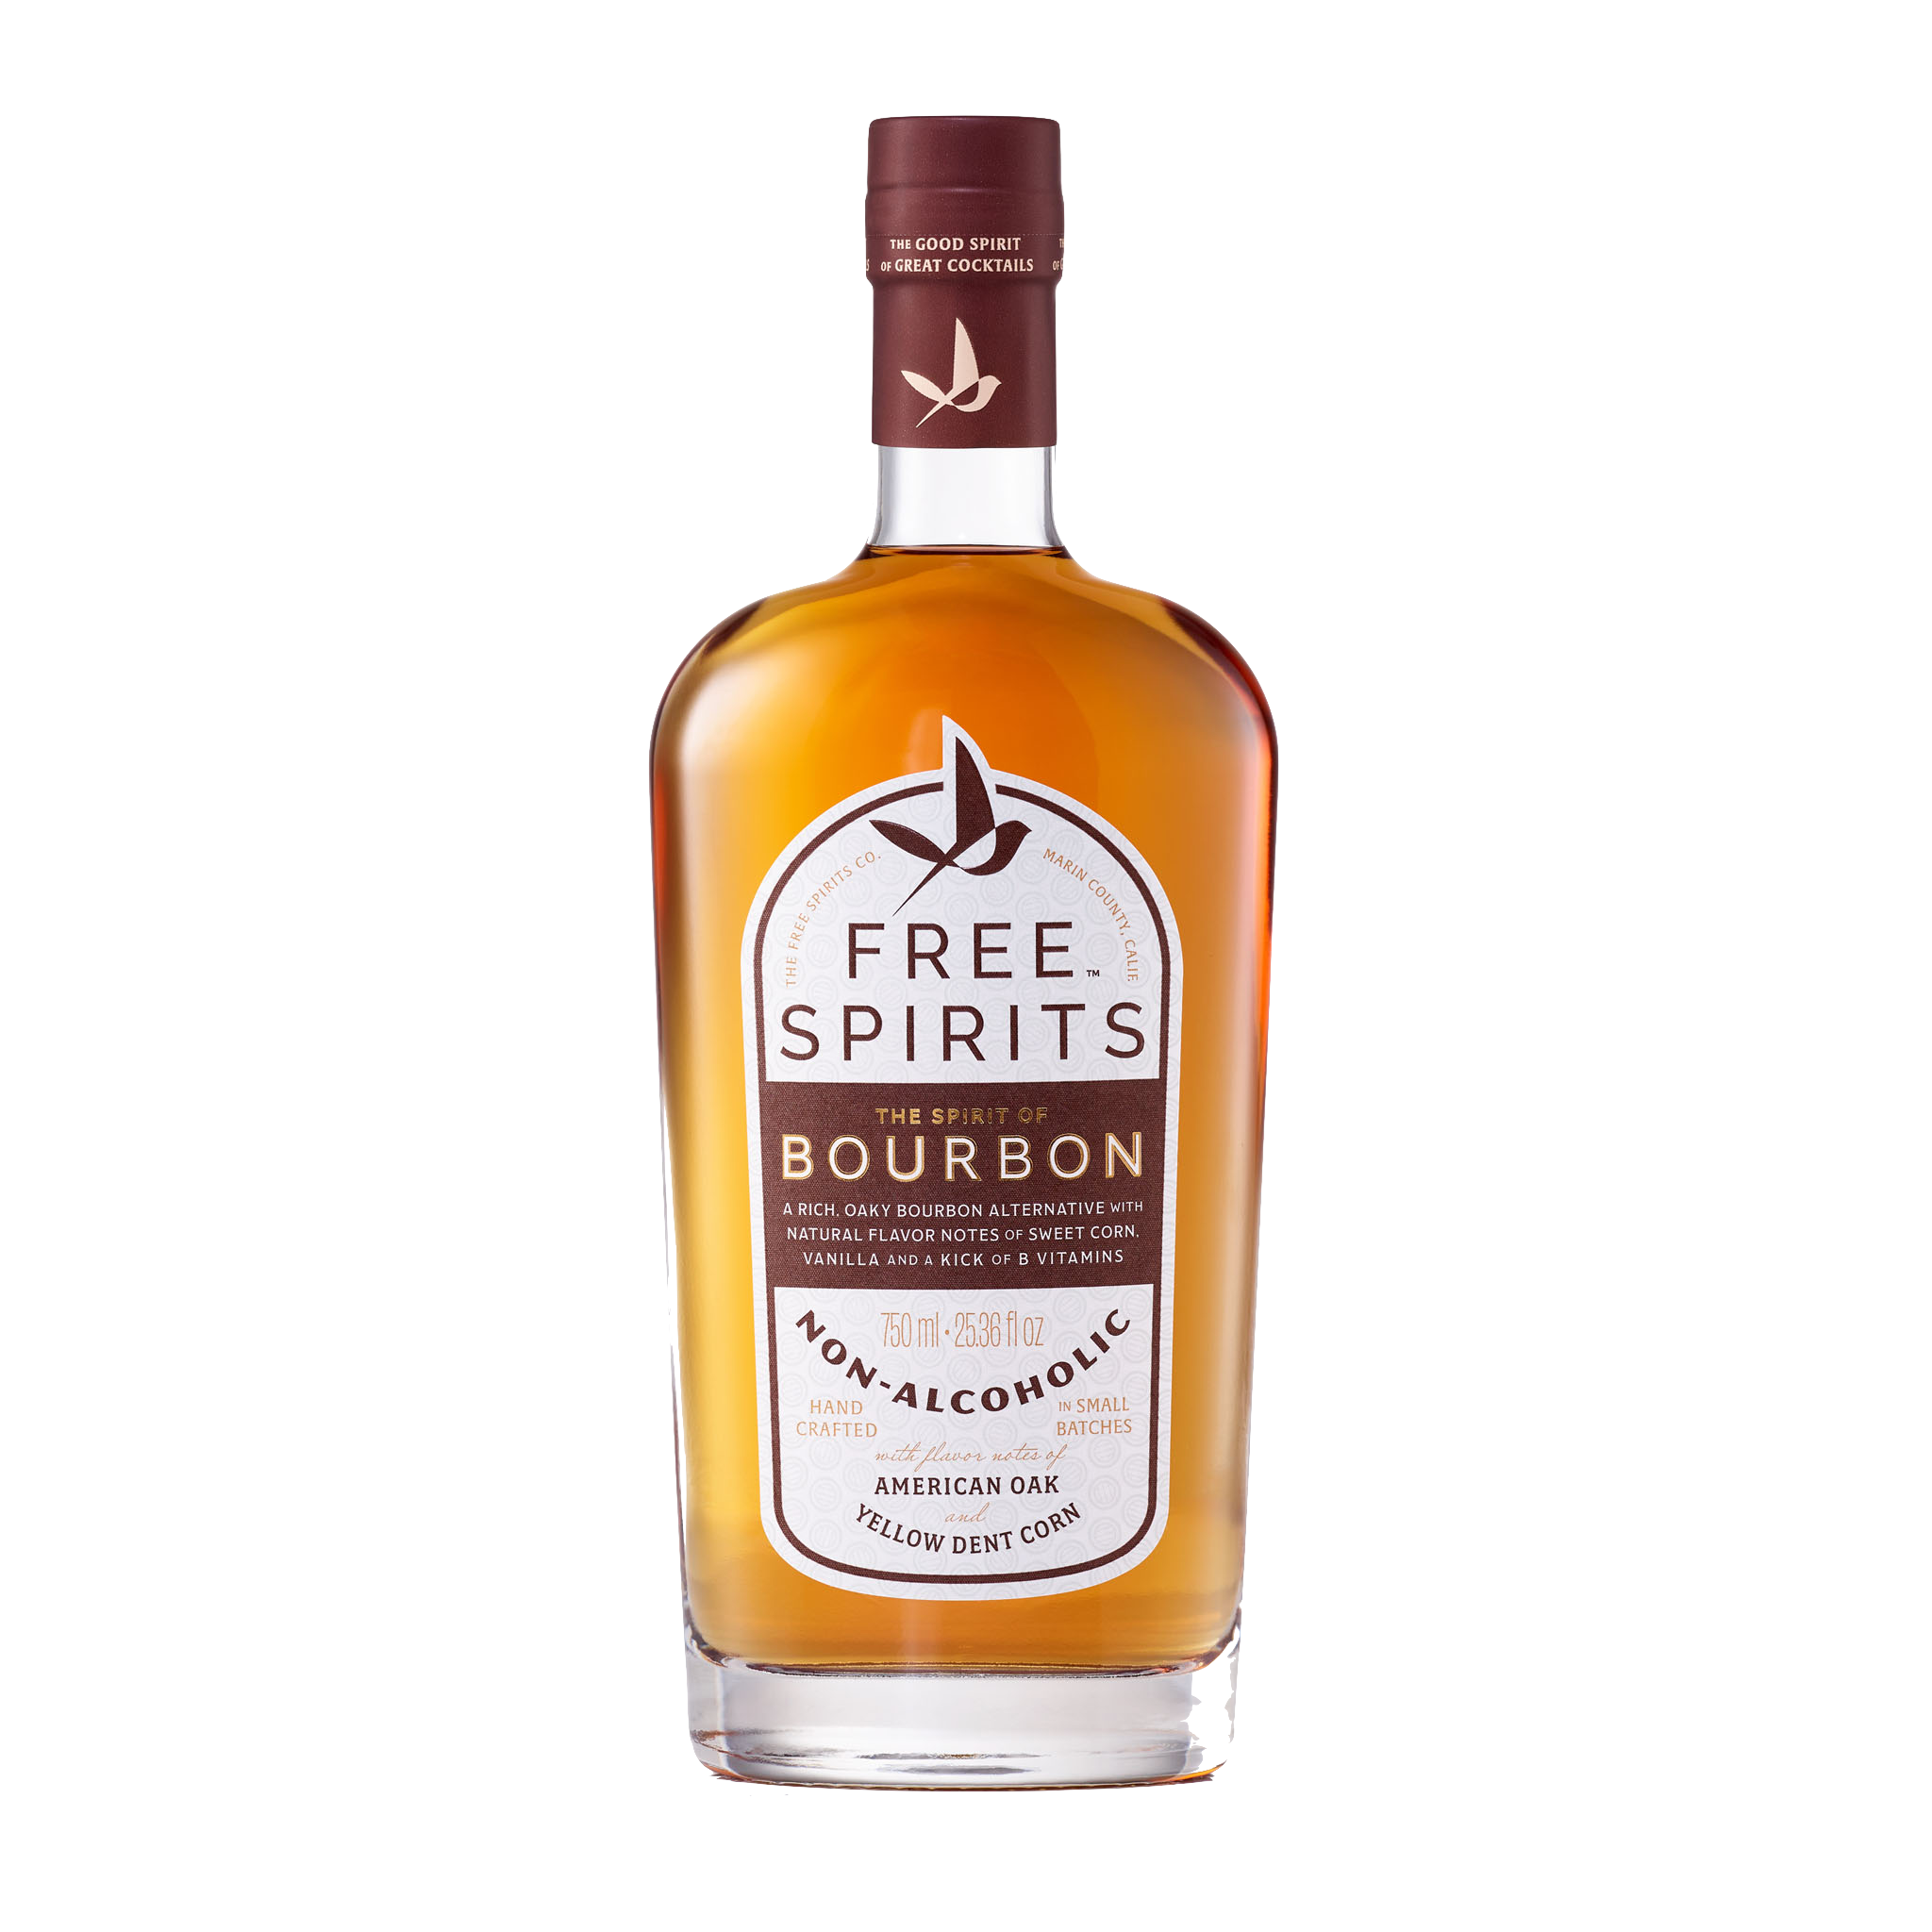 THE GOOD SPIRIT
OF GREAT COCKTAILS
THE FREE SPIRITS CO.
MARIN COUNTY, CALIF.
FREE™
SPIRITS
THE SPIRIT OF
BOURBON
A RICH, OAKY BOURBON ALTERNATIVE WITH
NATURAL FLAVOR NOTES OF SWEET CORN,
VANILLA AND A KICK OF B VITAMINS
750 ml • 25.36 fl oz
NON-ALCOHOLIC
HAND
CRAFTED
IN SMALL
BATCHES
with flavor notes of
AMERICAN OAK
and
YELLOW DENT CORN